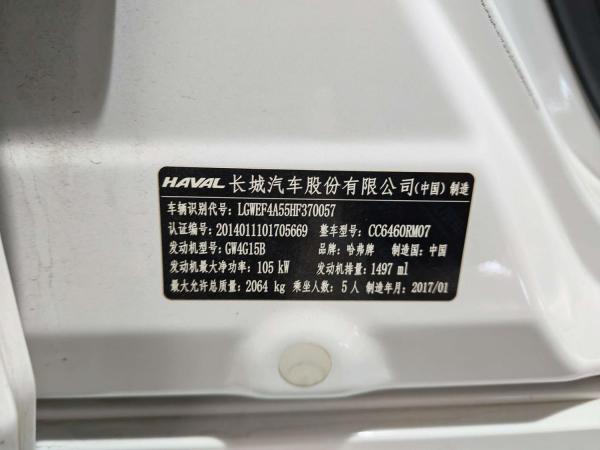 HAVAL 长城汽车股份有限公司(中国) 制造
车辆识别代号: LGWEF4A55HF370057
认证编号: 2014011101705669 整车型号: CC6460RM07
发动机型号: GW4G15B 品牌: 哈弗牌 制造国: 中国
发动机最大净功率: 105 kW 发动机排量: 1497 ml
最大允许总质量: 2064 kg 乘坐人数: 5 人 制造年月: 2017/01